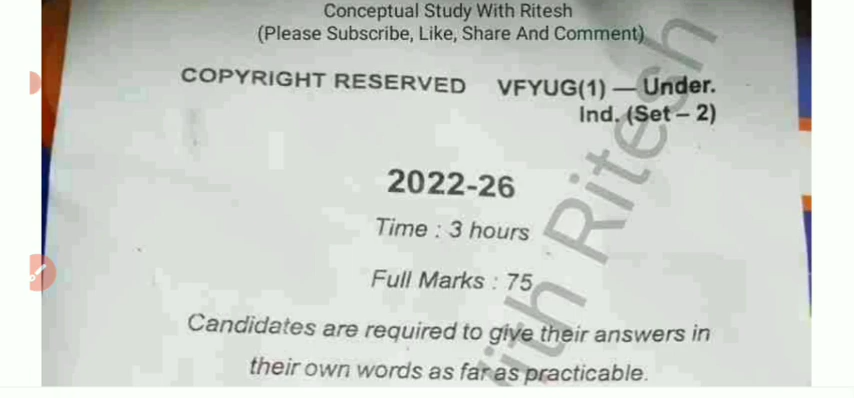 Conceptual Study With Ritesh
(Please Subscribe, Like, Share And Comment)
COPYRIGHT RESERVED VFYUG(1) — Under.
Ind. (Set – 2)
2022-26
Time : 3 hours
Full Marks : 75
Candidates are required to give their answers in
their own words as far as practicable.
ith Ritesh